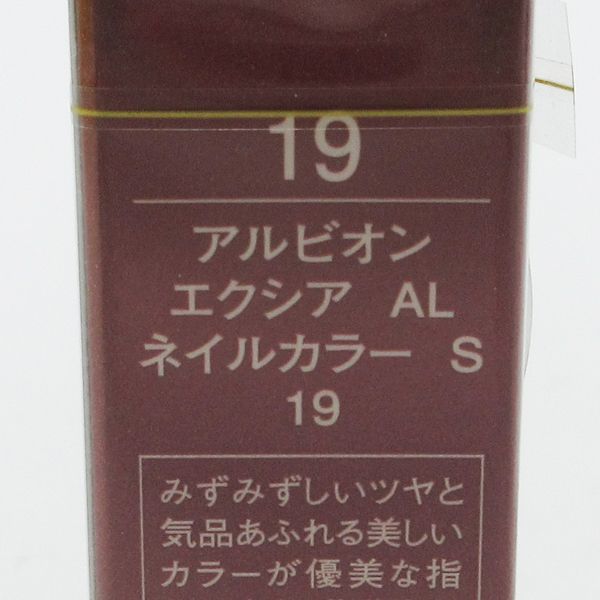 19
アルビオン
エクシア AL
ネイルカラー S
19
みずみずしいツヤと
気品あふれる美しい
カラーが優美な指